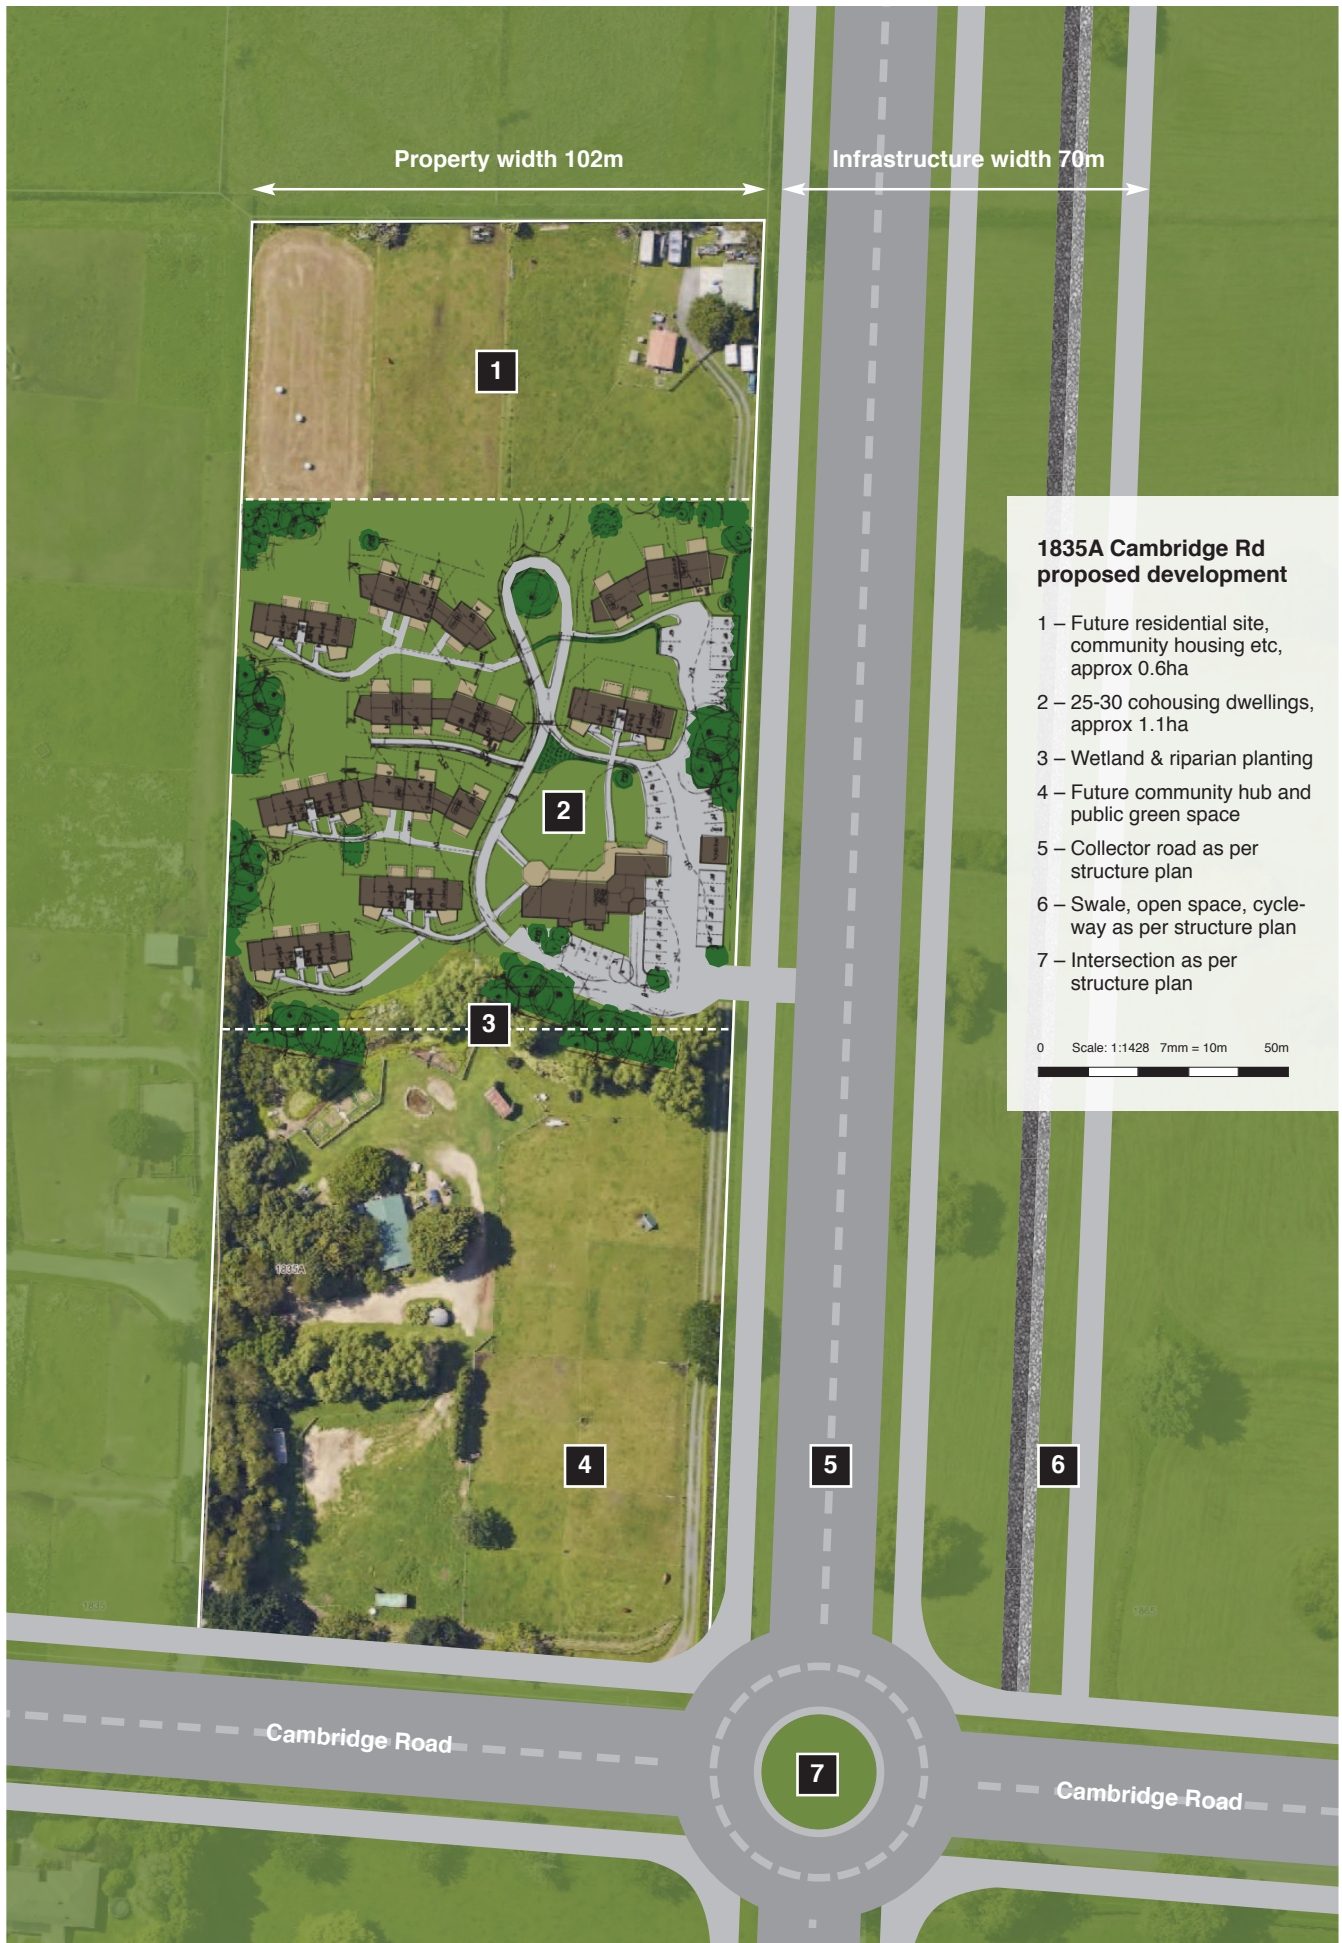 Property width 102m
Infrastructure width 70m
1
1835A Cambridge Rd
proposed development
1 – Future residential site,
community housing etc,
approx 0.6ha
2 – 25-30 cohousing dwellings,
approx 1.1ha
3 – Wetland & riparian planting
4 – Future community hub and
public green space
5 – Collector road as per
structure plan
6 – Swale, open space, cycle-
way as per structure plan
7 – Intersection as per
structure plan
0 Scale: 1:1428 7mm = 10m 50m
2
3
1835A
4
5
6
1835
Cambridge Road
7
Cambridge Road